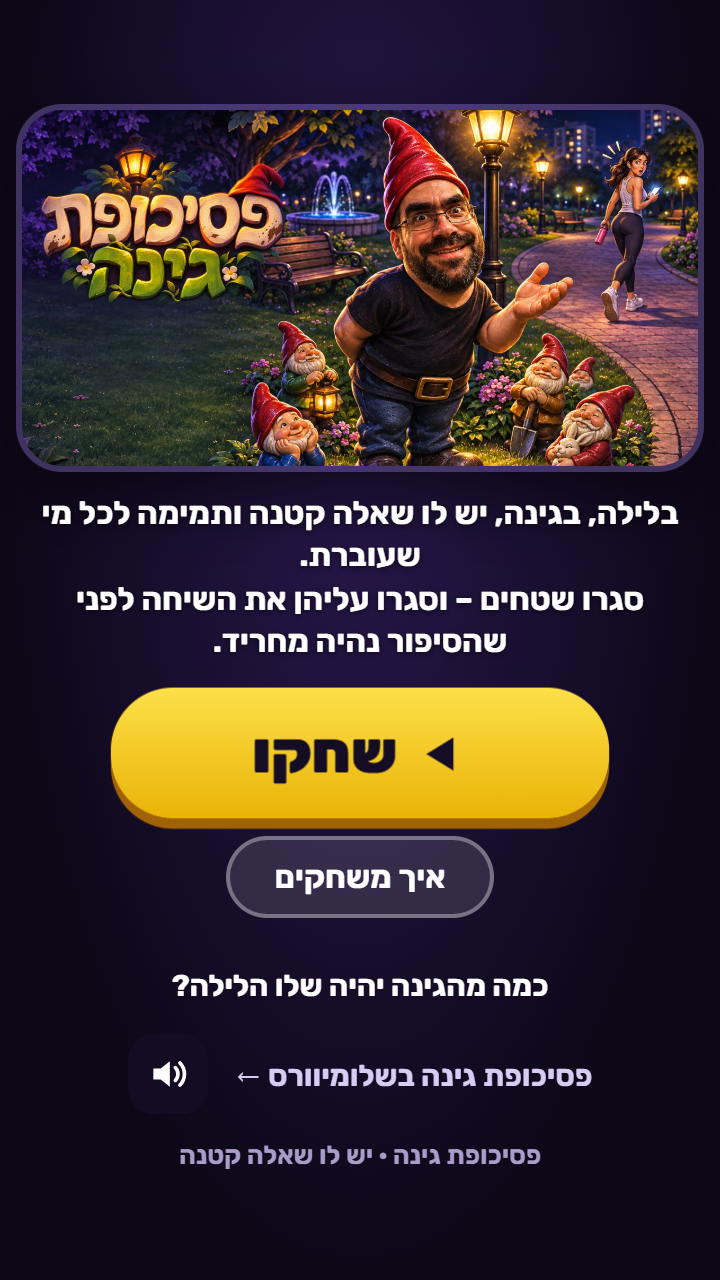 פסיכופת
גינה
בלילה, בגינה, יש לו שאלה קטנה ותמימה לכל מי
שעוברת.
סגרו שטחים – וסגרו עליהן את השיחה לפני
שהסיפור נהיה מחריד.
שחקו
איך משחקים
כמה מהגינה יהיה שלו הלילה?
פסיכופת גינה בשלומיוורס ←
פסיכופת גינה • יש לו שאלה קטנה